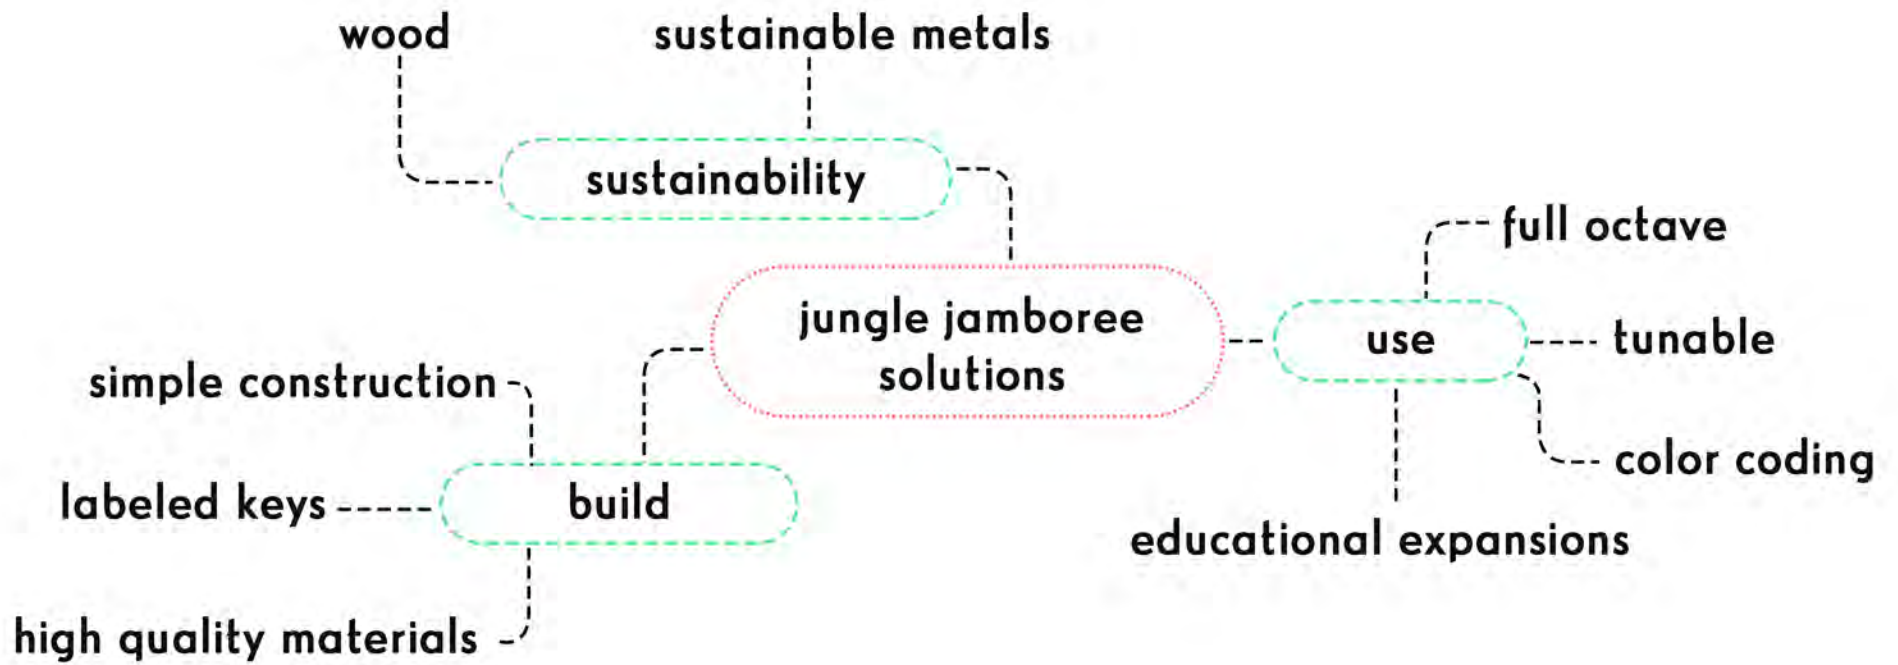 wood
sustainable metals
sustainability
full octave
jungle jamboree
solutions
use
tunable
simple construction
color coding
labeled keys
build
educational expansions
high quality materials